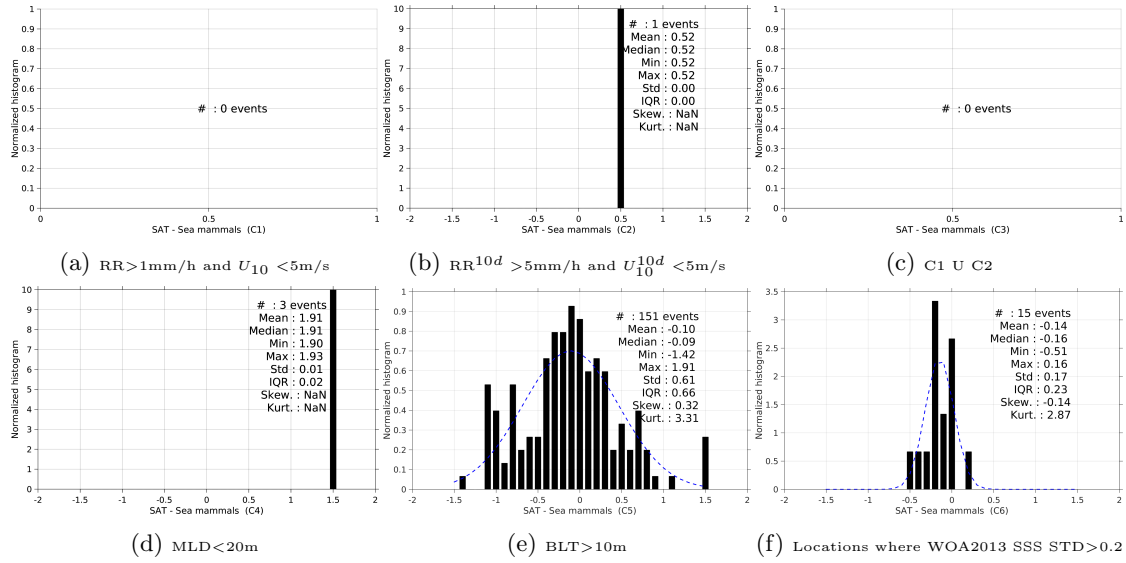 Normalized histogram
1
0.9
0.8
0.7
0.6
0.5
0.4
0.3
0.2
0.1
0
# : 0 events
0 0.5 1
SAT - Sea mammals (C1)
(a) RR>1mm/h and U10 <5m/s
Normalized histogram
10
9
8
7
6
5
4
3
2
1
0
# : 1 events
Mean : 0.52
Median : 0.52
Min : 0.52
Max : 0.52
Std : 0.00
IQR : 0.00
Skew. : NaN
Kurt. : NaN
-2 -1.5 -1 -0.5 0 0.5 1 1.5 2
SAT - Sea mammals (C2)
(b) RR^10d >5mm/h and U10^10d <5m/s
Normalized histogram
1
0.9
0.8
0.7
0.6
0.5
0.4
0.3
0.2
0.1
0
# : 0 events
0 0.5 1
SAT - Sea mammals (C3)
(c) C1 U C2
Normalized histogram
10
9
8
7
6
5
4
3
2
1
0
# : 3 events
Mean : 1.91
Median : 1.91
Min : 1.90
Max : 1.93
Std : 0.01
IQR : 0.02
Skew. : NaN
Kurt. : NaN
-2 -1.5 -1 -0.5 0 0.5 1 1.5 2
SAT - Sea mammals (C4)
(d) MLD<20m
Normalized histogram
1
0.9
0.8
0.7
0.6
0.5
0.4
0.3
0.2
0.1
0
# : 151 events
Mean : -0.10
Median : -0.09
Min : -1.42
Max : 1.91
Std : 0.61
IQR : 0.66
Skew. : 0.32
Kurt. : 3.31
-2 -1.5 -1 -0.5 0 0.5 1 1.5 2
SAT - Sea mammals (C5)
(e) BLT>10m
Normalized histogram
3.5
3
2.5
2
1.5
1
0.5
0
# : 15 events
Mean : -0.14
Median : -0.16
Min : -0.51
Max : 0.16
Std : 0.17
IQR : 0.23
Skew. : -0.14
Kurt. : 2.87
-2 -1.5 -1 -0.5 0 0.5 1 1.5 2
SAT - Sea mammals (C6)
(f) Locations where WOA2013 SSS STD>0.2